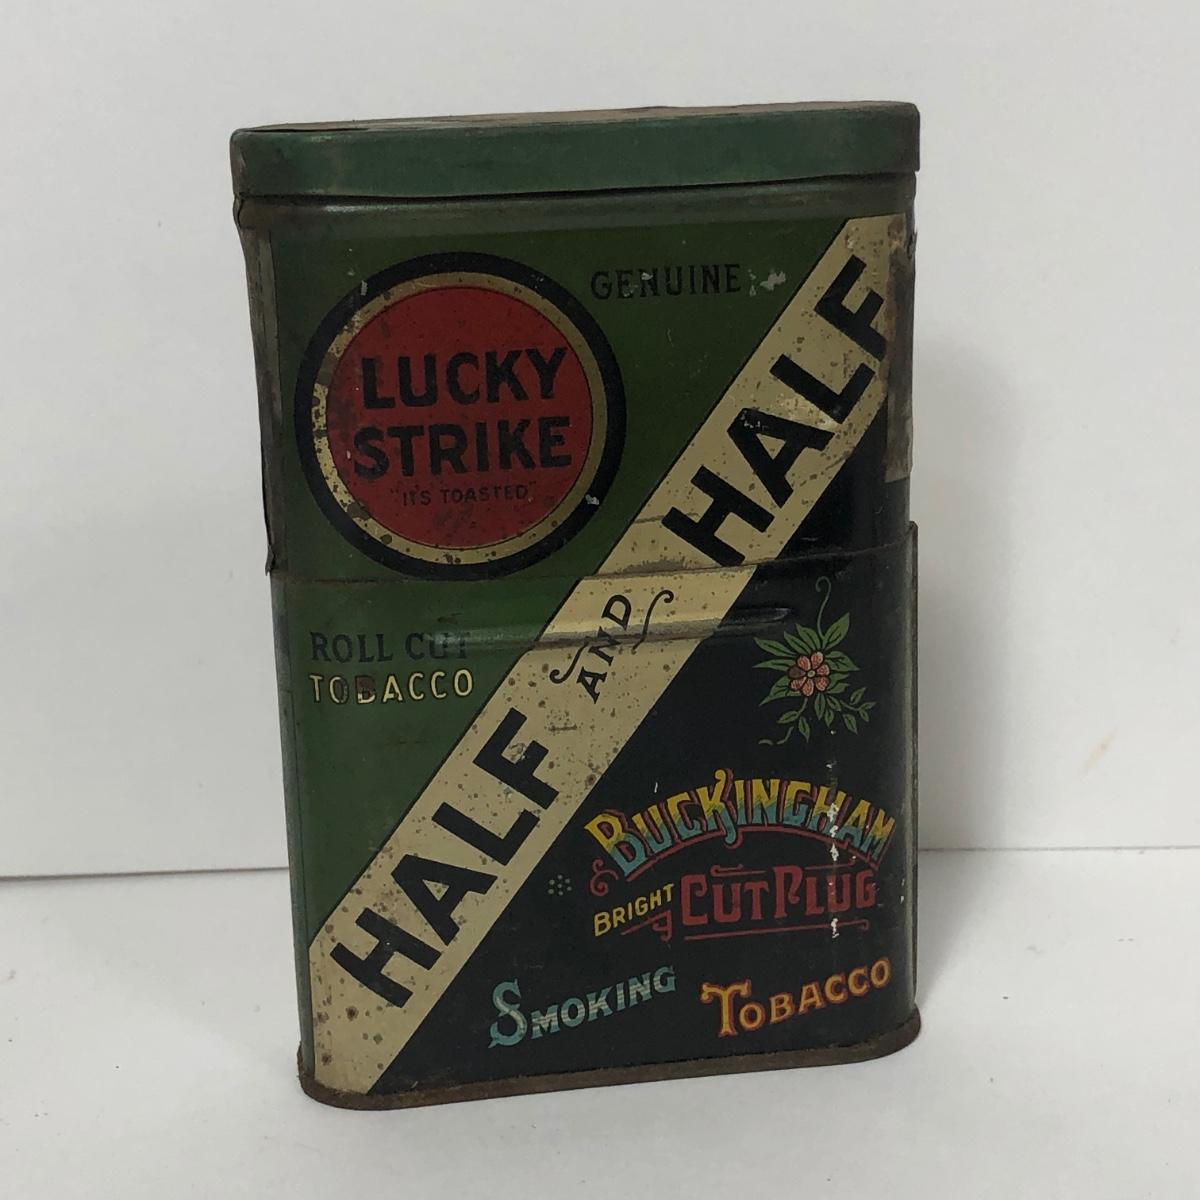 GENUINE
LUCKY
STRIKE
"IT'S TOASTED"
ROLL CUT
TOBACCO
HALF
AND
HALF
BUCKINGHAM
BRIGHT CUT PLUG
SMOKING TOBACCO